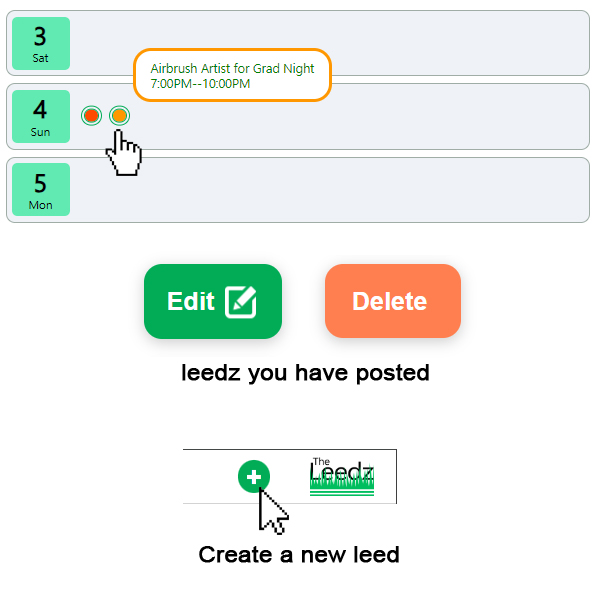 3
Sat
Airbrush Artist for Grad Night
7:00PM--10:00PM
4
Sun
5
Mon
Edit
Delete
leedz you have posted
The
Leedz
Create a new leed